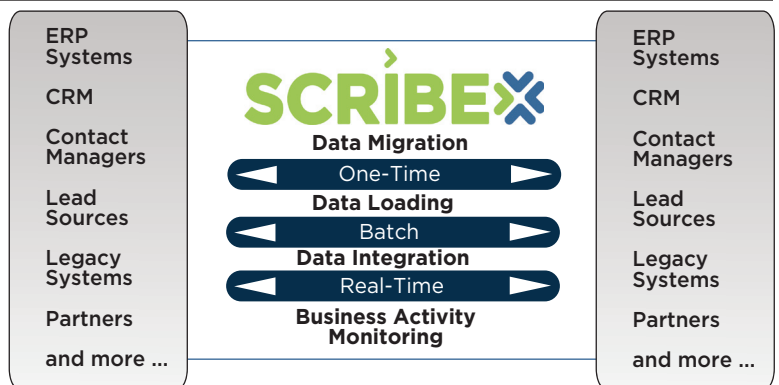 ERP
Systems
CRM
Contact
Managers
Lead
Sources
Legacy
Systems
Partners
and more ...
SCRIBE
Data Migration
One-Time
Data Loading
Batch
Data Integration
Real-Time
Business Activity
Monitoring
ERP
Systems
CRM
Contact
Managers
Lead
Sources
Legacy
Systems
Partners
and more ...